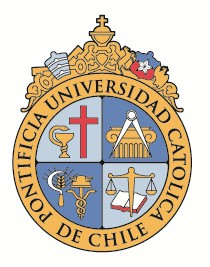 PONTIFICIA UNIVERSIDAD CATOLICA
DE CHILE